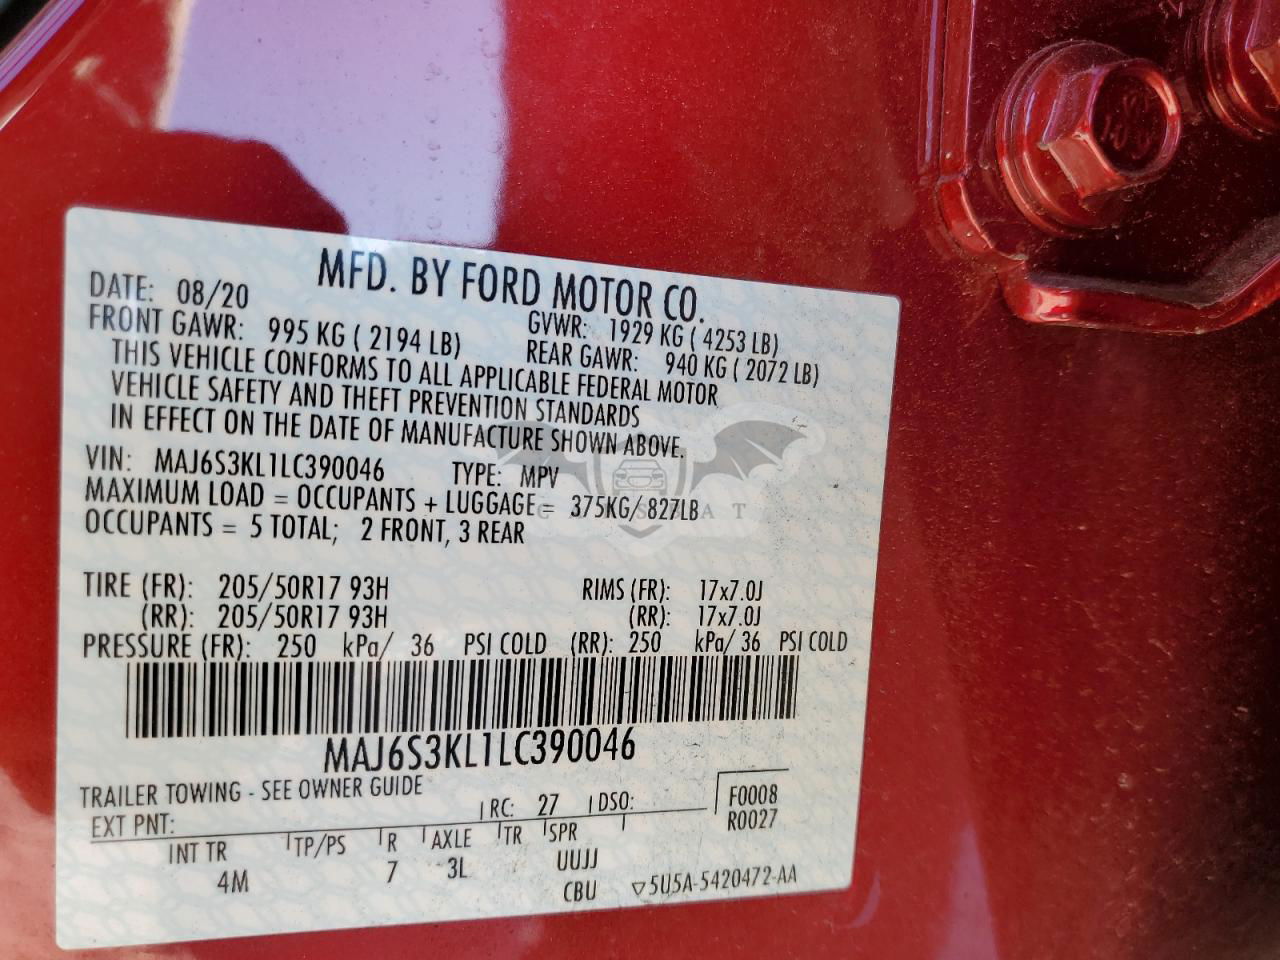 MFD. BY FORD MOTOR CO.
DATE: 08/20 GVWR: 1929 KG ( 4253 LB)
FRONT GAWR: 995 KG ( 2194 LB) REAR GAWR: 940 KG ( 2072 LB)
THIS VEHICLE CONFORMS TO ALL APPLICABLE FEDERAL MOTOR
VEHICLE SAFETY AND THEFT PREVENTION STANDARDS
IN EFFECT ON THE DATE OF MANUFACTURE SHOWN ABOVE.
VIN: MAJ6S3KL1LC390046 TYPE: MPV
MAXIMUM LOAD = OCCUPANTS + LUGGAGE = 375KG/827LB
OCCUPANTS = 5 TOTAL; 2 FRONT, 3 REAR
TIRE (FR): 205/50R17 93H RIMS (FR): 17x7.0J
(RR): 205/50R17 93H (RR): 17x7.0J
PRESSURE (FR): 250 kPa/ 36 PSI COLD (RR): 250 kPa/ 36 PSI COLD
MAJ6S3KL1LC390046
TRAILER TOWING - SEE OWNER GUIDE
EXT PNT: RC: 27 DSO: F0008
R0027
INT TR TP/PS R AXLE TR SPR
4M 7 3L UUJJ
CBU 5U5A-5420472-AA